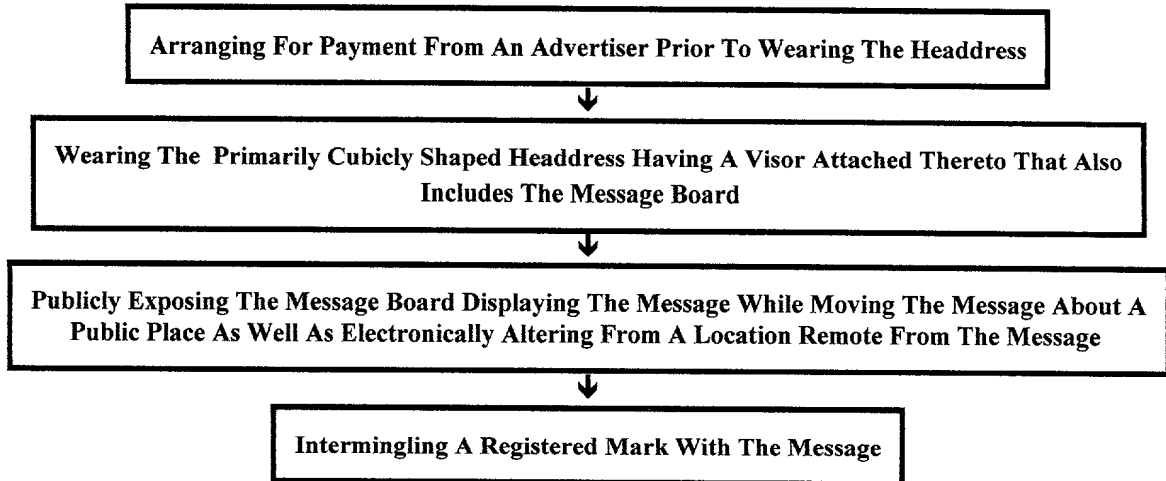 Arranging For Payment From An Advertiser Prior To Wearing The Headdress
Wearing The Primarily Cubicly Shaped Headdress Having A Visor Attached Thereto That Also
Includes The Message Board
Publicly Exposing The Message Board Displaying The Message While Moving The Message About A
Public Place As Well As Electronically Altering From A Location Remote From The Message
Intermingling A Registered Mark With The Message